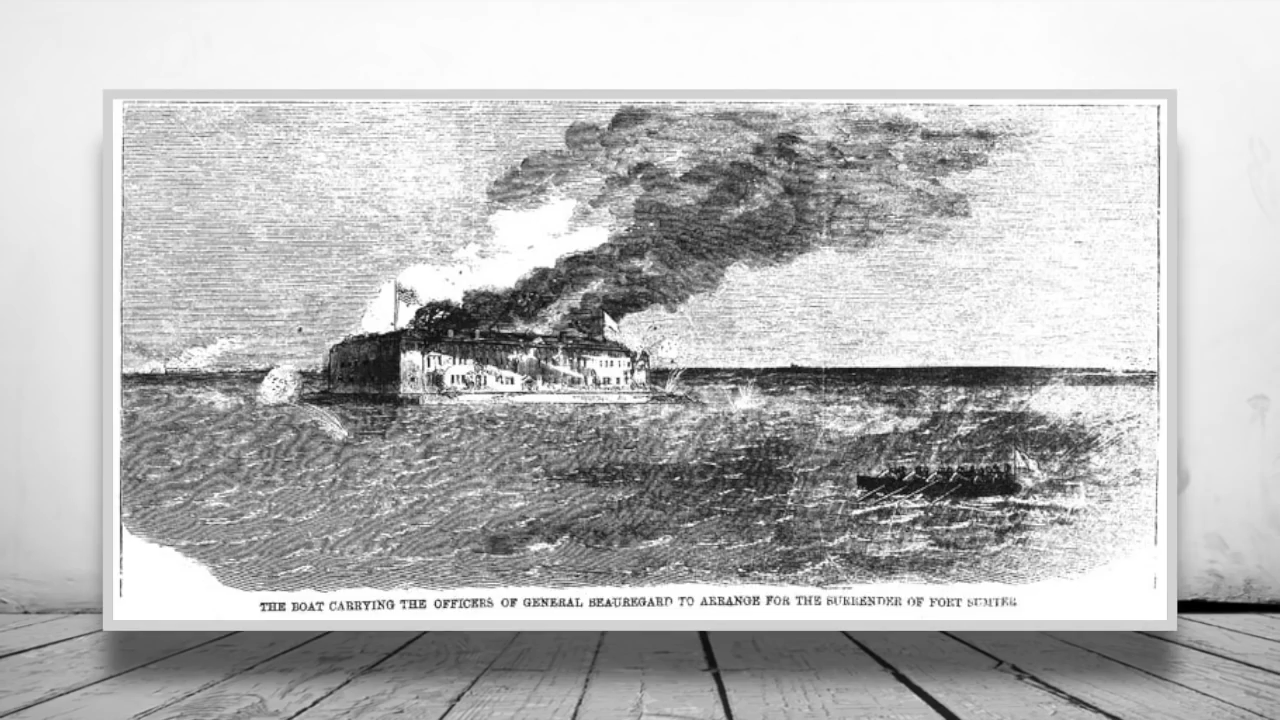 THE BOAT CARRYING THE OFFICERS OF GENERAL BEAUREGARD TO ARRANGE FOR THE SURRENDER OF FORT SUMTER